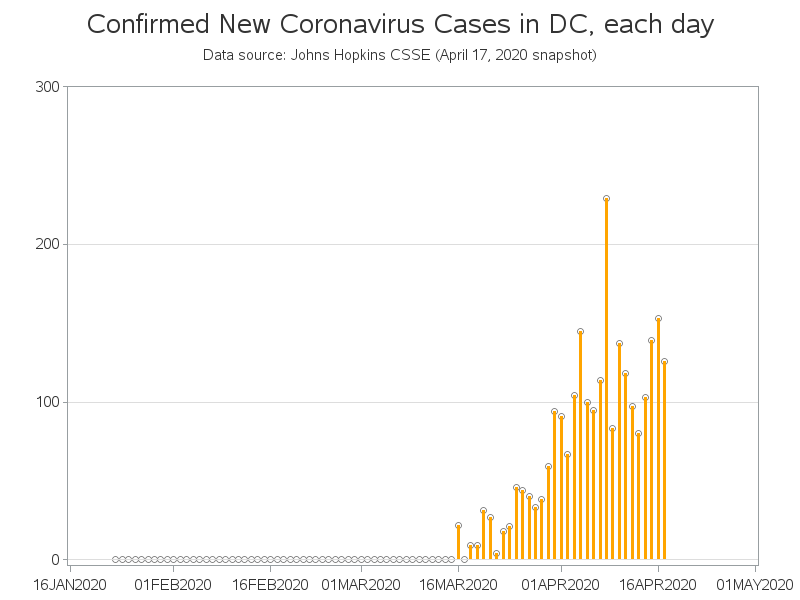 Confirmed New Coronavirus Cases in DC, each day
Data source: Johns Hopkins CSSE (April 17, 2020 snapshot)
300
200
100
0
16JAN2020 01FEB2020 16FEB2020 01MAR2020 16MAR2020 01APR2020 16APR2020 01MAY2020